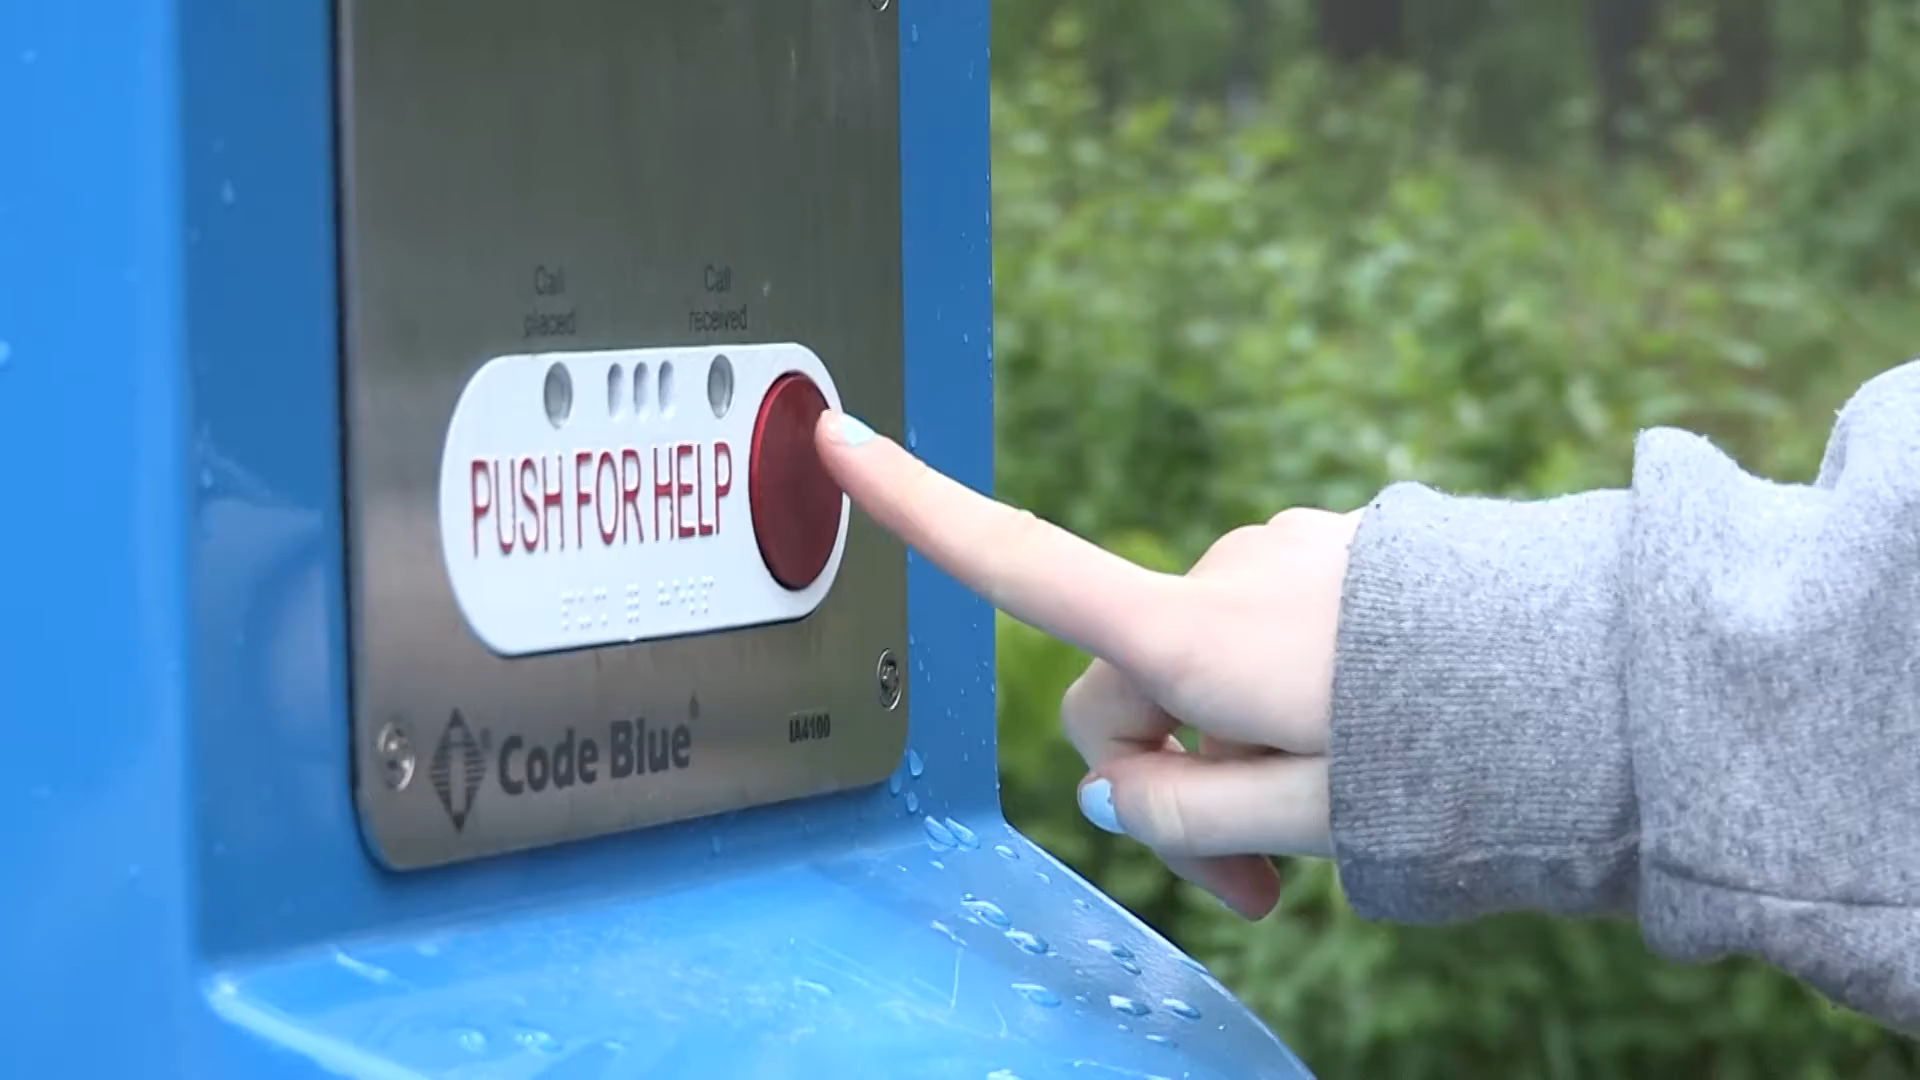 Call placed
Call received
PUSH FOR HELP
Code Blue®
IA4100